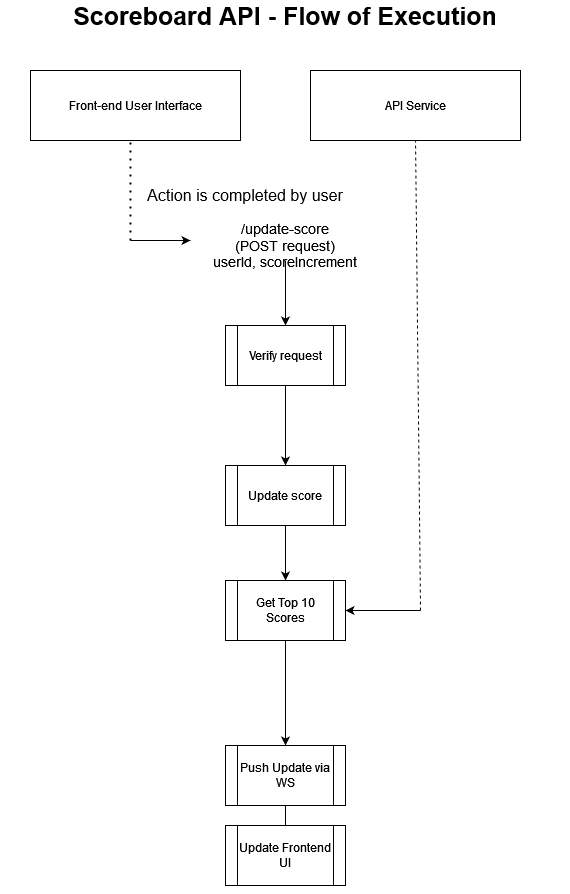 Scoreboard API - Flow of Execution
Front-end User Interface
API Service
Action is completed by user
/update-score
(POST request)
userId, scoreIncrement
Verify request
Update score
Get Top 10
Scores
Push Update via
WS
Update Frontend
UI